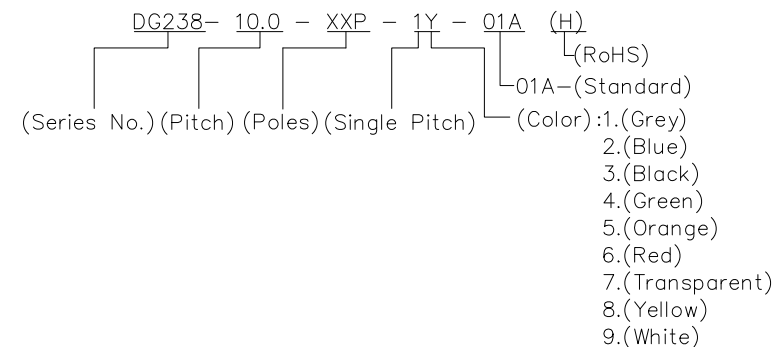 DG238- 10.0 - XXP - 1Y - 01A (H)
(RoHS)
01A-(Standard)
(Series No.) (Pitch) (Poles) (Single Pitch) (Color):1.(Grey)
2.(Blue)
3.(Black)
4.(Green)
5.(Orange)
6.(Red)
7.(Transparent)
8.(Yellow)
9.(White)